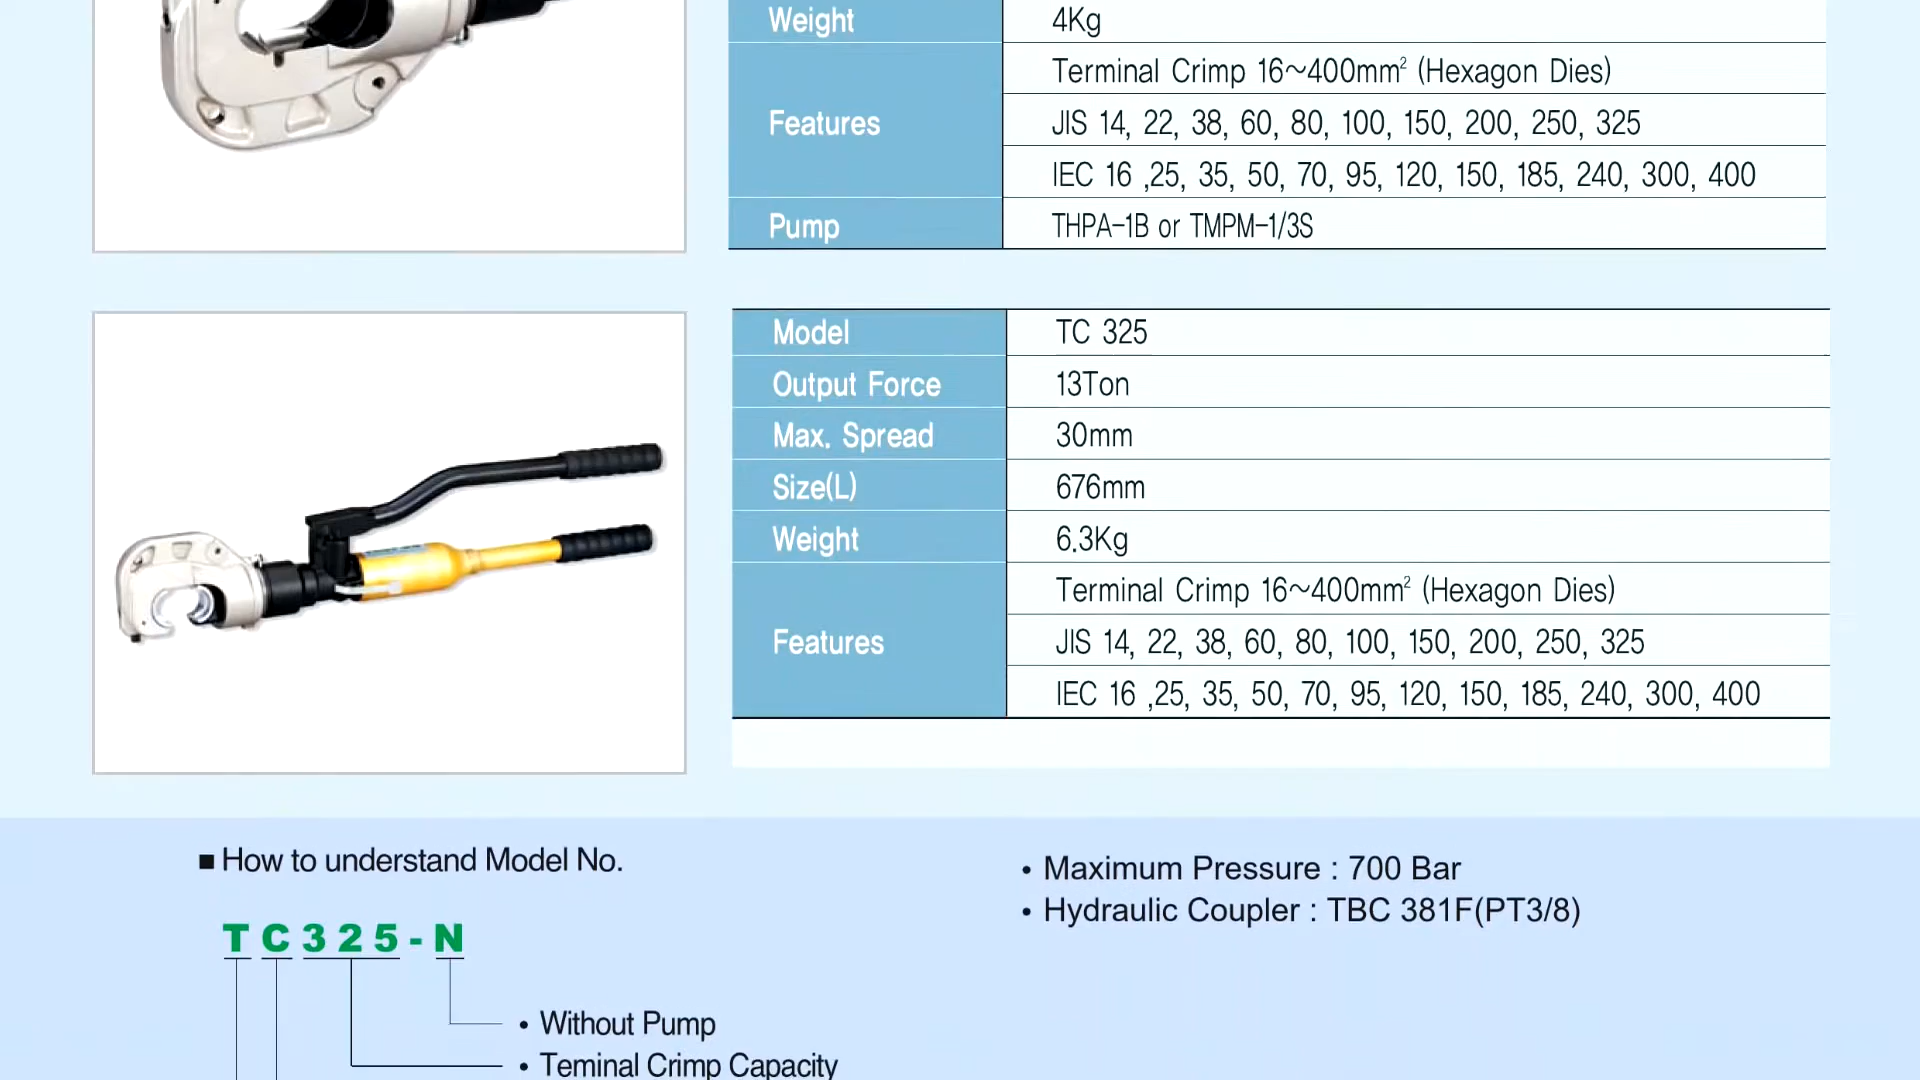 Weight 4Kg
Features
Terminal Crimp 16~400mm² (Hexagon Dies)
JIS 14, 22, 38, 60, 80, 100, 150, 200, 250, 325
IEC 16 ,25, 35, 50, 70, 95, 120, 150, 185, 240, 300, 400
Pump THPA-1B or TMPM-1/3S
Model TC 325
Output Force 13Ton
Max. Spread 30mm
Size(L) 676mm
Weight 6.3Kg
Features
Terminal Crimp 16~400mm² (Hexagon Dies)
JIS 14, 22, 38, 60, 80, 100, 150, 200, 250, 325
IEC 16 ,25, 35, 50, 70, 95, 120, 150, 185, 240, 300, 400
■ How to understand Model No.
TC325-N
• Without Pump
• Teminal Crimp Capacity
• Maximum Pressure : 700 Bar
• Hydraulic Coupler : TBC 381F(PT3/8)